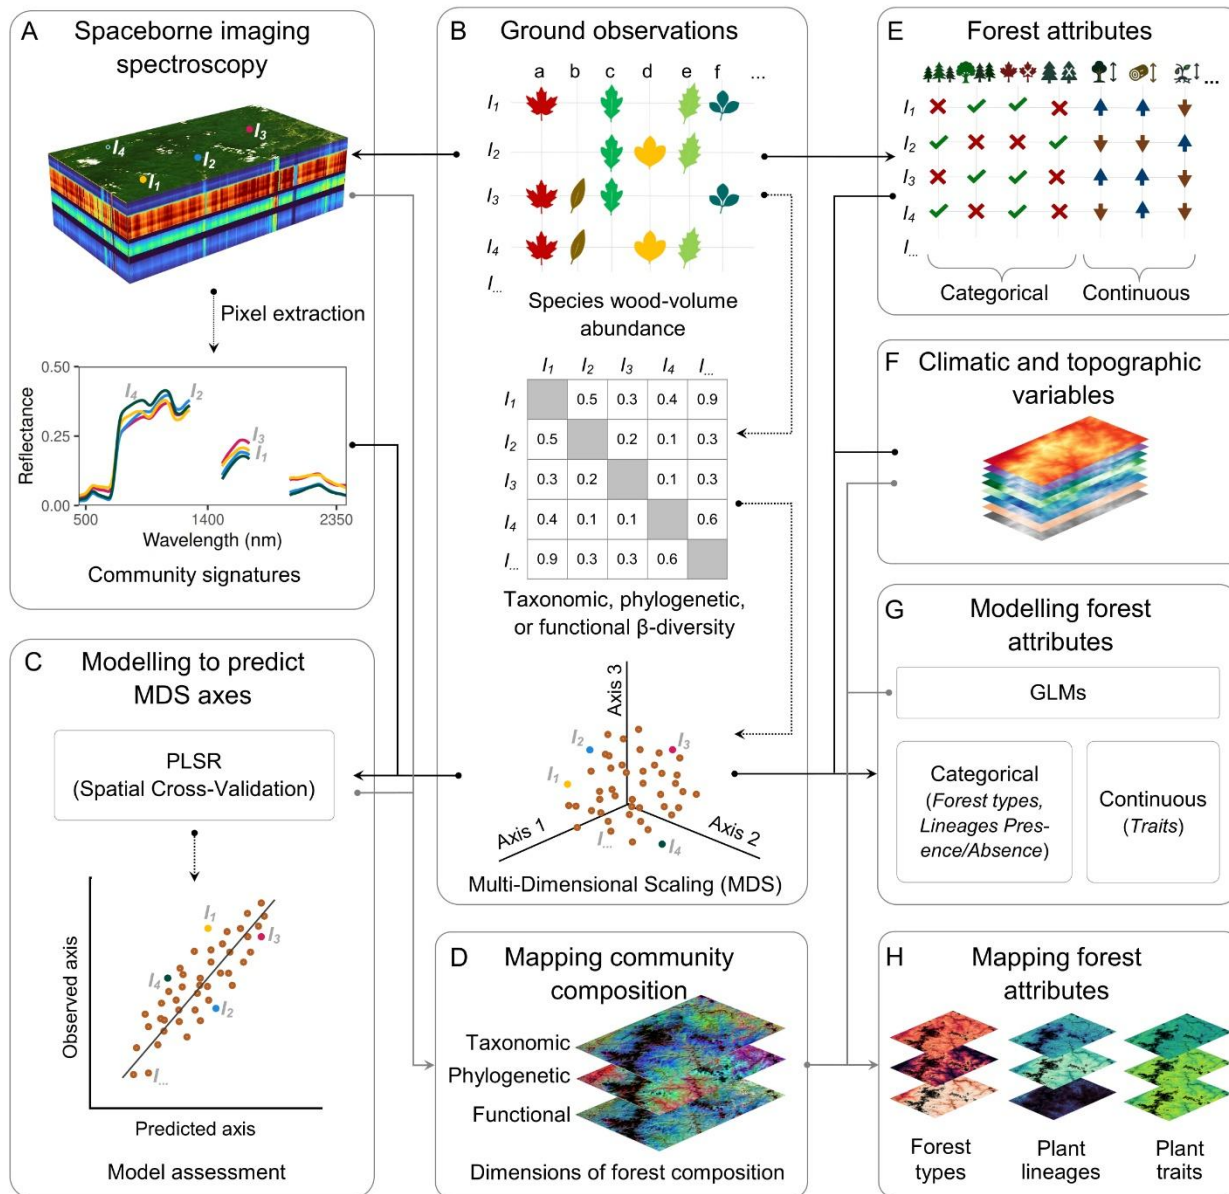 A
Spaceborne imaging
spectroscopy
I3
I4
I2
I1
Pixel extraction
0.50
0.25
0.00
Reflectance
I4
I2
I3
I1
500
1400
2350
Wavelength (nm)
Community signatures
B
Ground observations
a b c d e f ...
I1
I2
I3
I4
I...
Species wood-volume
abundance
I1 I2 I3 I4 I...
I1 0.5 0.3 0.4 0.9
I2 0.5 0.2 0.1 0.3
I3 0.3 0.2 0.1 0.3
I4 0.4 0.1 0.1 0.6
I... 0.9 0.3 0.3 0.6
Taxonomic, phylogenetic,
or functional β-diversity
Axis 3
I2
I3
I1
Axis 1
Axis 2
I...
I4
Multi-Dimensional Scaling (MDS)
C
Modelling to predict
MDS axes
PLSR
(Spatial Cross-Validation)
Observed axis
I1
I3
I4
I2
I...
Predicted axis
Model assessment
D
Mapping community
composition
Taxonomic
Phylogenetic
Functional
Dimensions of forest composition
E
Forest attributes
...
I1
I2
I3
I4
I...
Categorical
Continuous
F
Climatic and topographic
variables
G
Modelling forest
attributes
GLMs
Categorical
(Forest types,
Lineages Pres-
ence/Absence)
Continuous
(Traits)
H
Mapping forest
attributes
Forest
types
Plant
lineages
Plant
traits